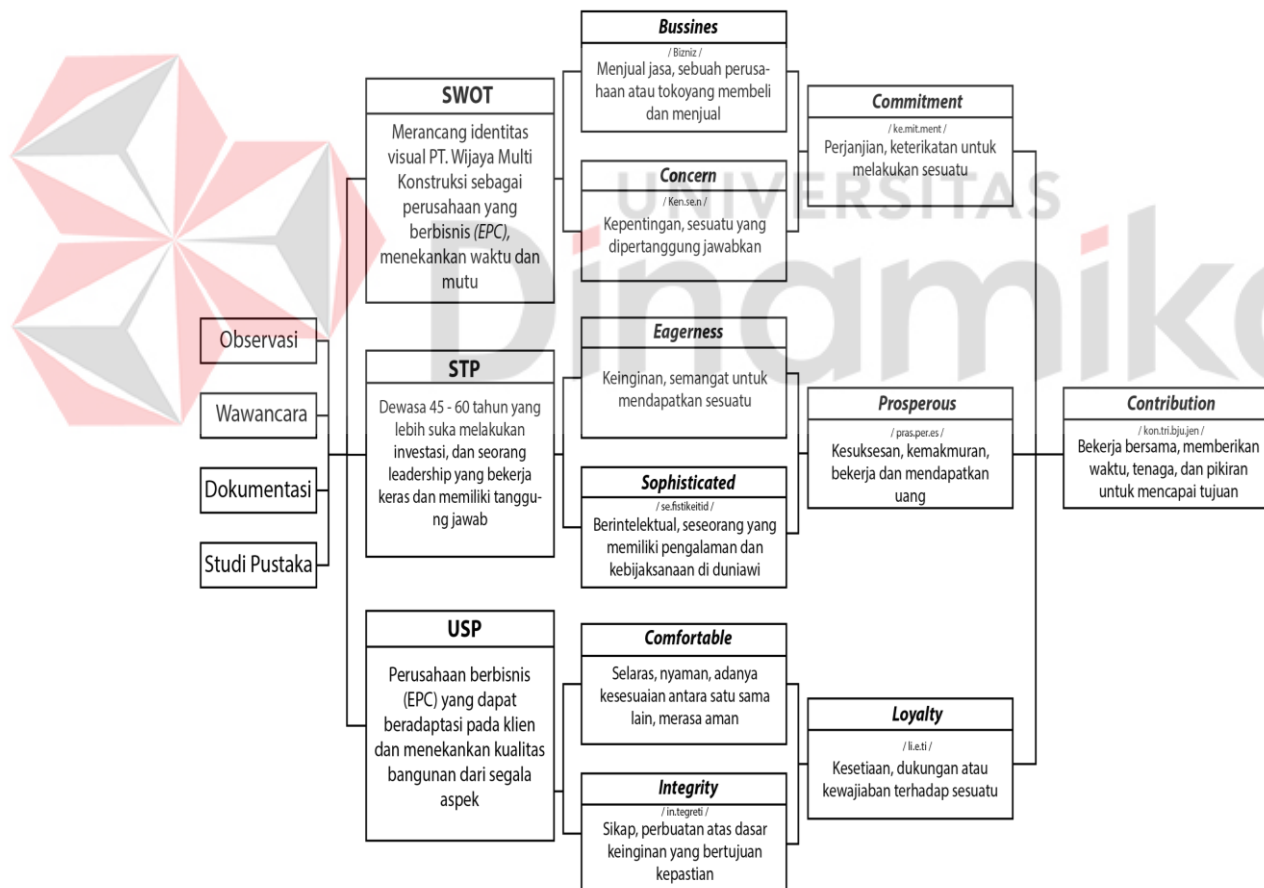 Observasi
Wawancara
Dokumentasi
Studi Pustaka
SWOT
Merancang identitas
visual PT. Wijaya Multi
Konstruksi sebagai
perusahaan yang
berbisnis (EPC),
menekankan waktu dan
mutu
STP
Dewasa 45 - 60 tahun yang
lebih suka melakukan
investasi, dan seorang
leadership yang bekerja
keras dan memiliki tanggu-
ng jawab
USP
Perusahaan berbisnis
(EPC) yang dapat
beradaptasi pada klien
dan menekankan kualitas
bangunan dari segala
aspek
Bussines
/ Bizniz /
Menjual jasa, sebuah perusa-
haan atau tokoyang membeli
dan menjual
Concern
/ Ken.se.n /
Kepentingan, sesuatu yang
dipertanggung jawabkan
Eagerness
Keinginan, semangat untuk
mendapatkan sesuatu
Sophisticated
/ se.fistikeitid /
Berintelektual, seseorang yang
memiliki pengalaman dan
kebijaksanaan di duniawi
Comfortable
Selaras, nyaman, adanya
kesesuaian antara satu sama
lain, merasa aman
Integrity
/ in.tegreti /
Sikap, perbuatan atas dasar
keinginan yang bertujuan
kepastian
Commitment
/ ke.mit.ment /
Perjanjian, keterikatan untuk
melakukan sesuatu
Prosperous
/ pras.per.es /
Kesuksesan, kemakmuran,
bekerja dan mendapatkan
uang
Loyalty
/ li.e.ti /
Kesetiaan, dukungan atau
kewajiaban terhadap sesuatu
Contribution
/ kon.tri.bju.jen /
Bekerja bersama, memberikan
waktu, tenaga, dan pikiran
untuk mencapai tujuan
UNIVERSITAS
Dinamika